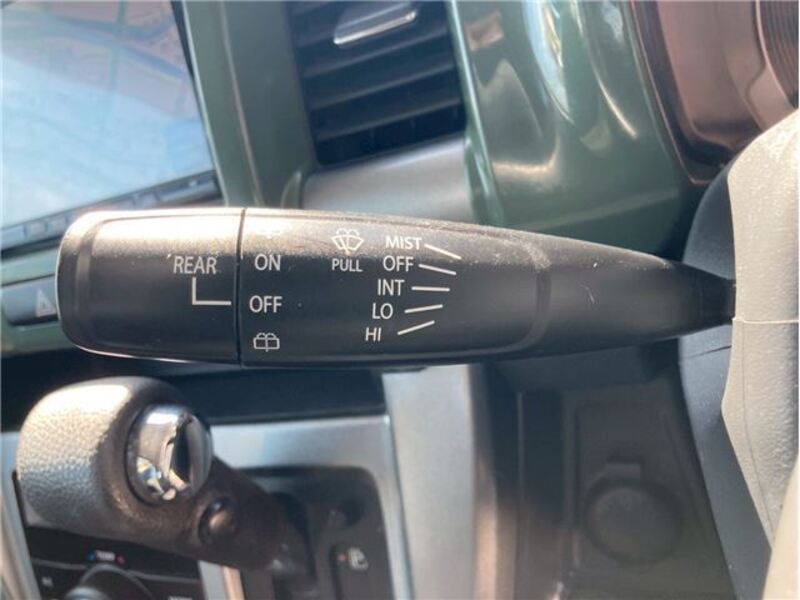 REAR
ON
OFF
PULL
MIST
OFF
INT
LO
HI